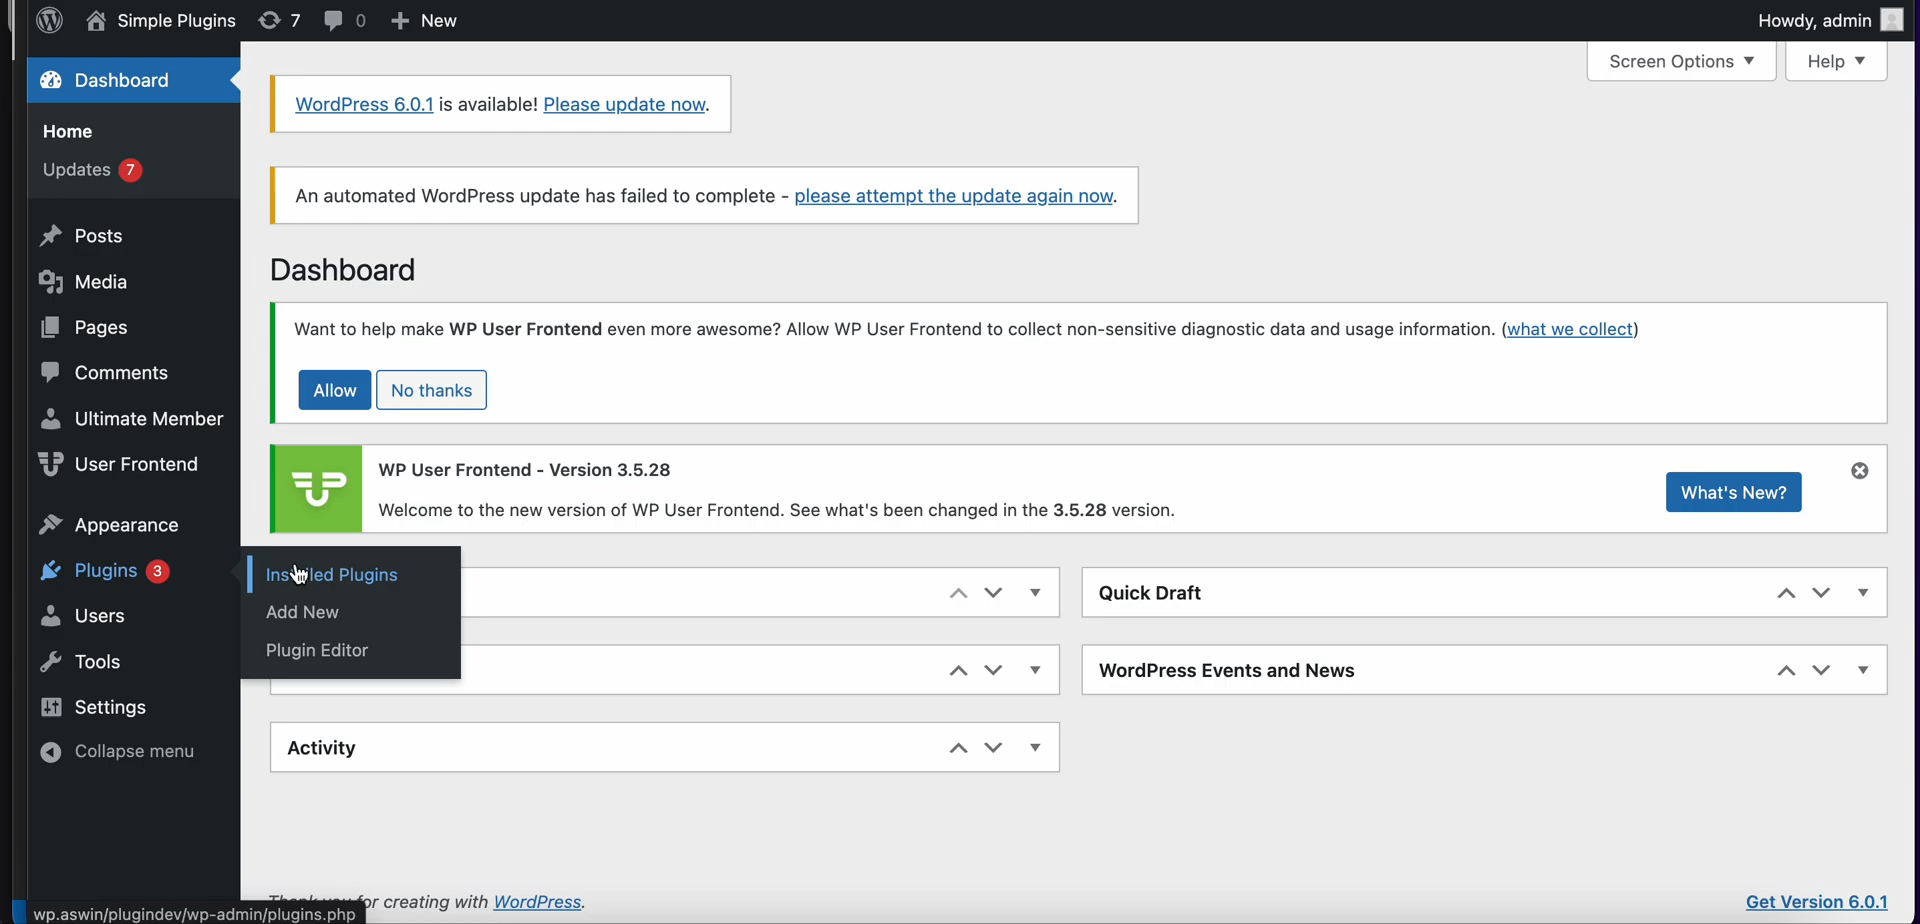 Simple Plugins 7 0 + New Howdy, admin
Screen Options ▼ Help ▼
Dashboard
Home
Updates 7
Posts
Media
Pages
Comments
Ultimate Member
User Frontend
Appearance
Plugins 3
Users
Tools
Settings
Collapse menu
Installed Plugins
Add New
Plugin Editor
WordPress 6.0.1 is available! Please update now.
An automated WordPress update has failed to complete - please attempt the update again now.
Dashboard
Want to help make WP User Frontend even more awesome? Allow WP User Frontend to collect non-sensitive diagnostic data and usage information. (what we collect)
Allow No thanks
WP User Frontend - Version 3.5.28
Welcome to the new version of WP User Frontend. See what's been changed in the 3.5.28 version.
What's New?
Quick Draft
WordPress Events and News
Activity
Thank you for creating with WordPress.
Get Version 6.0.1
wp.aswin/plugindev/wp-admin/plugins.php